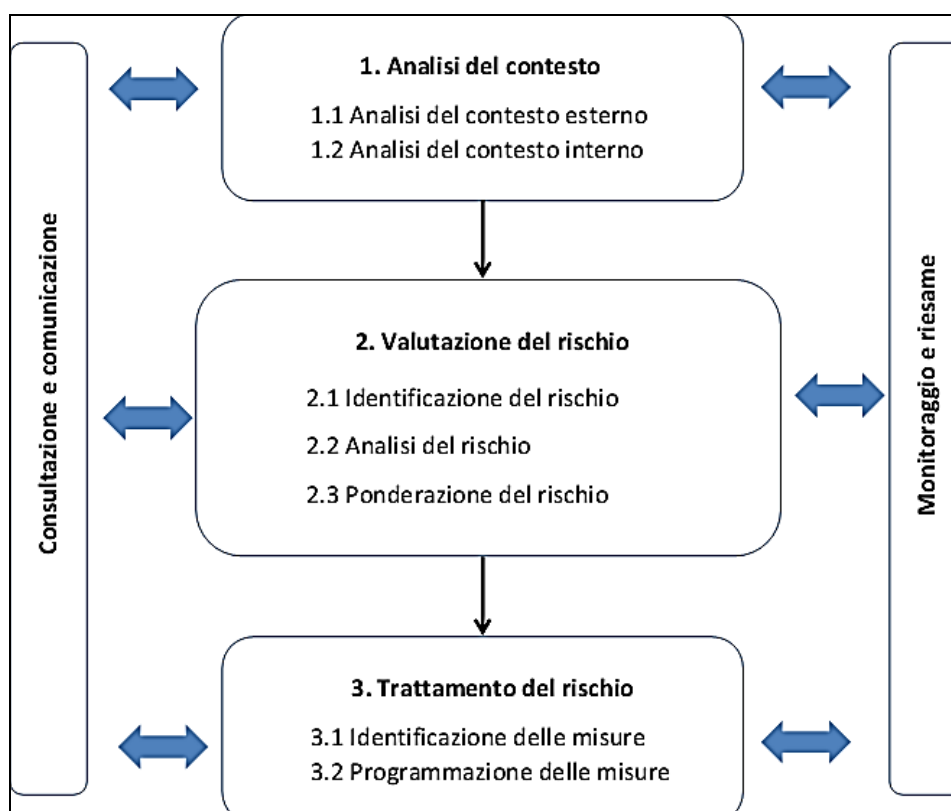 Consultazione e comunicazione
1. Analisi del contesto
1.1 Analisi del contesto esterno
1.2 Analisi del contesto interno
2. Valutazione del rischio
2.1 Identificazione del rischio
2.2 Analisi del rischio
2.3 Ponderazione del rischio
3. Trattamento del rischio
3.1 Identificazione delle misure
3.2 Programmazione delle misure
Monitoraggio e riesame